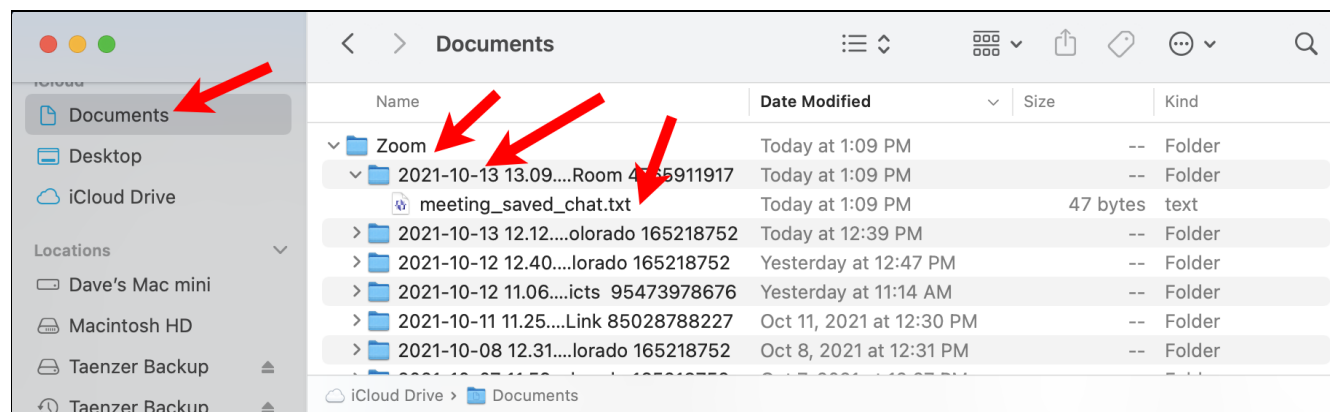 Documents
iCloud
Documents
Desktop
iCloud Drive
Locations
Dave's Mac mini
Macintosh HD
Taenzer Backup
Taenzer Backup
Name Date Modified Size Kind
Zoom Today at 1:09 PM -- Folder
2021-10-13 13.09....Room 5911917 Today at 1:09 PM -- Folder
meeting_saved_chat.txt Today at 1:09 PM 47 bytes text
2021-10-13 12.12....olorado 165218752 Today at 12:39 PM -- Folder
2021-10-12 12.40....lorado 165218752 Yesterday at 12:47 PM -- Folder
2021-10-12 11.06....icts 95473978676 Yesterday at 11:14 AM -- Folder
2021-10-11 11.25....Link 85028788227 Oct 11, 2021 at 12:30 PM -- Folder
2021-10-08 12.31....lorado 165218752 Oct 8, 2021 at 12:31 PM -- Folder
iCloud Drive › Documents